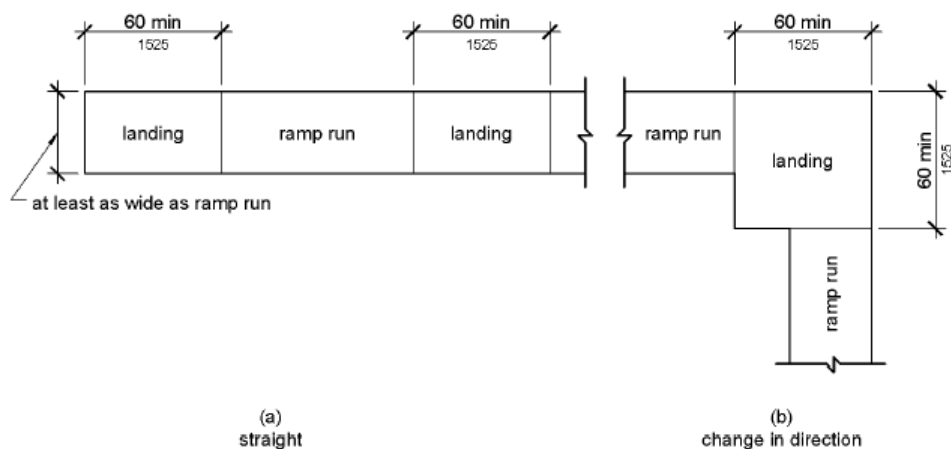 60 min
1525
60 min
1525
60 min
1525
landing
ramp run
landing
ramp run
landing
60 min
1525
at least as wide as ramp run
ramp run
(a)
straight
(b)
change in direction